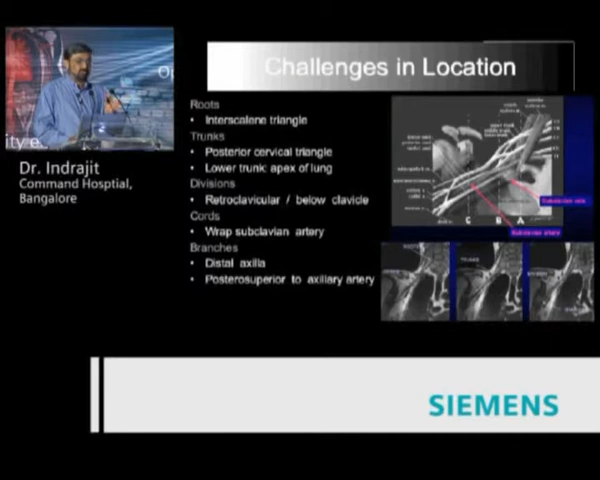 Challenges in Location
Roots
• Interscalene triangle
Trunks
• Posterior cervical triangle
• Lower trunk: apex of lung
Divisions
• Retroclavicular / below clavicle
Cords
• Wrap subclavian artery
Branches
• Distal axilla
• Posterosuperior to axillary artery
C B A
Subclavian artery
ity e..
Dr. Indrajit
Command Hosptial,
Bangalore
SIEMENS